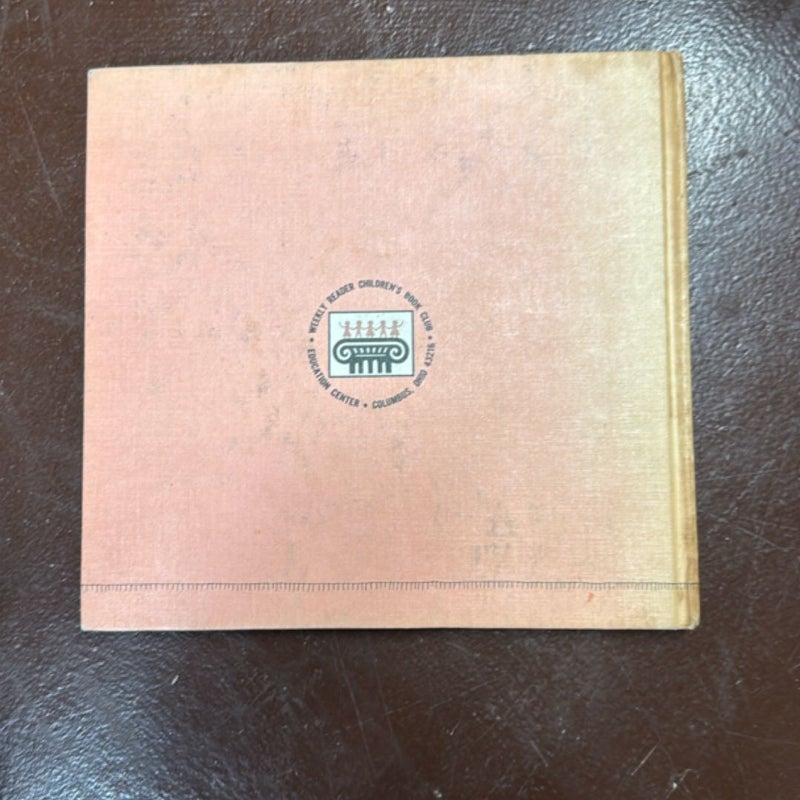 • WEEKLY READER CHILDREN'S BOOK CLUB •
EDUCATION CENTER • COLUMBUS, OHIO 43216